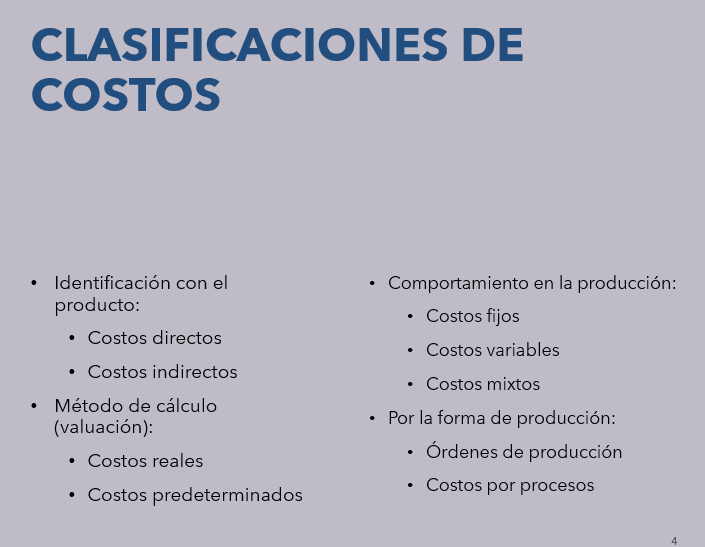 CLASIFICACIONES DE
COSTOS
• Identificación con el
producto:
• Costos directos
• Costos indirectos
• Método de cálculo
(valuación):
• Costos reales
• Costos predeterminados
• Comportamiento en la producción:
• Costos fijos
• Costos variables
• Costos mixtos
• Por la forma de producción:
• Órdenes de producción
• Costos por procesos
4